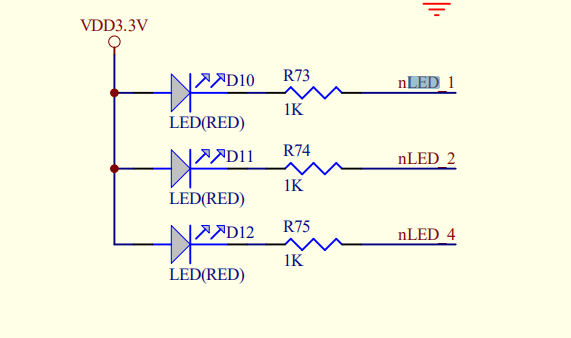 VDD3.3V
D10
R73
nLED_1
LED(RED)
1K
D11
R74
nLED_2
LED(RED)
1K
D12
R75
nLED_4
LED(RED)
1K